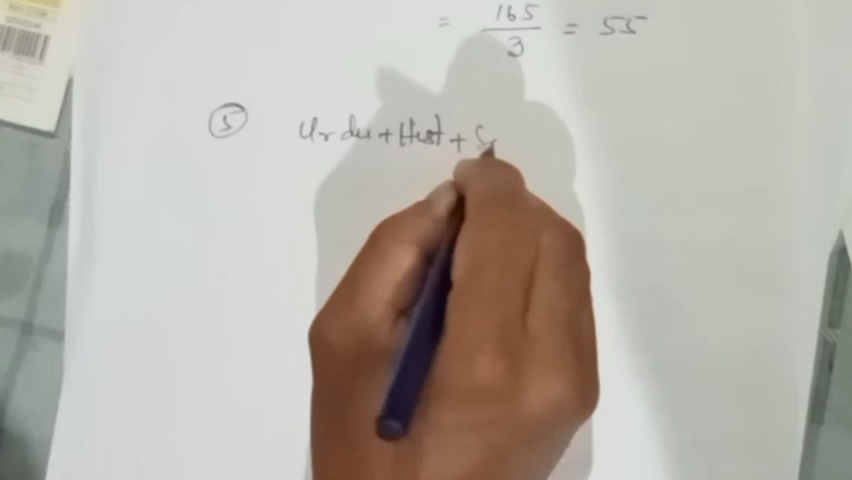 = 165/3 = 55
(5) Urdu + Hist + S